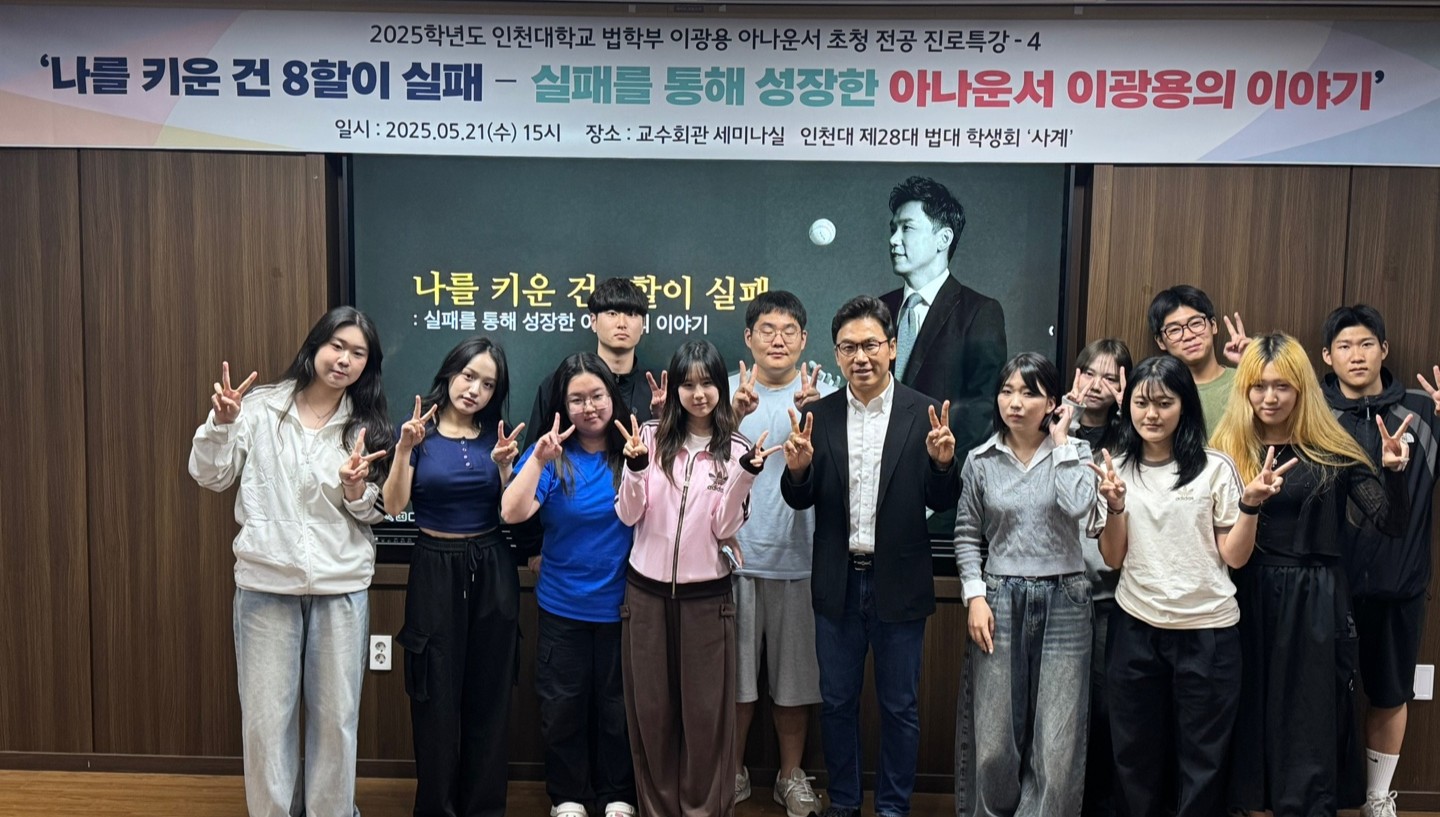 2025학년도 인천대학교 법학부 이광용 아나운서 초청 전공 진로특강 - 4
‘나를 키운 건 8할이 실패 – 실패를 통해 성장한 아나운서 이광용의 이야기’
일시 : 2025.05.21(수) 15시 장소 : 교수회관 세미나실 인천대 제28대 법대 학생회 ‘사계’
나를 키운 건 할이 실패
: 실패를 통해 성장한 이야기
adidas